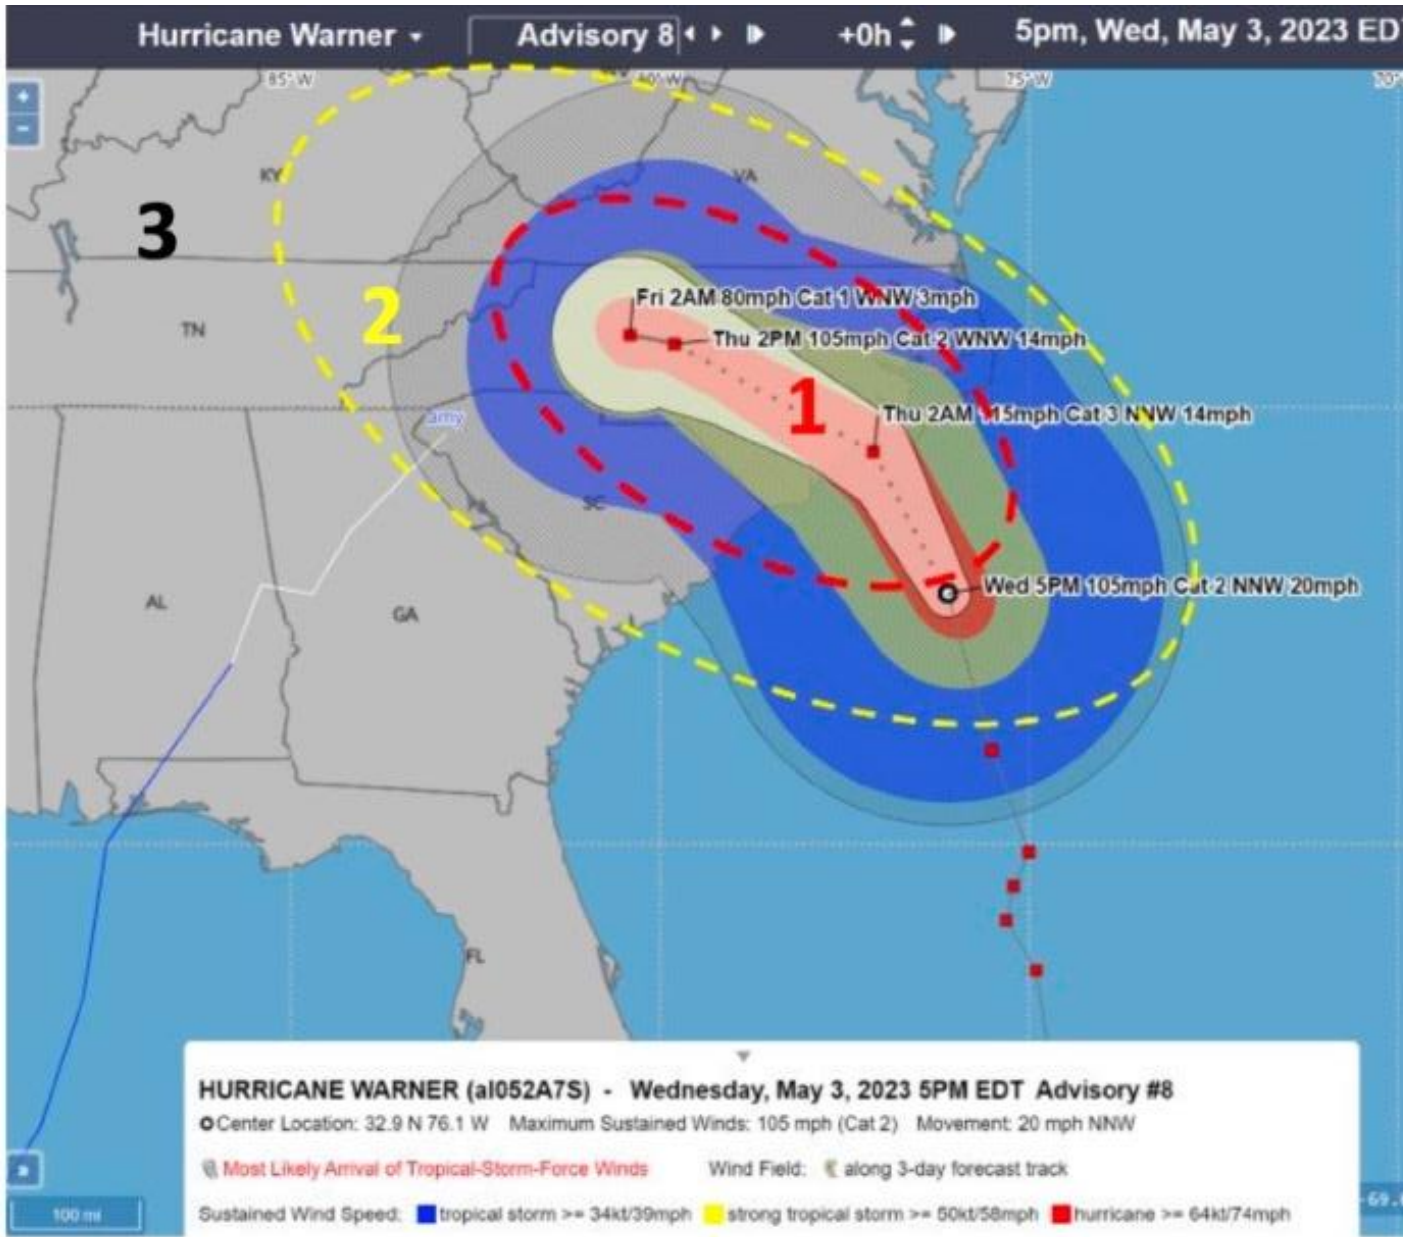 Hurricane Warner
Advisory 8
+0h
5pm, Wed, May 3, 2023 ED
85° W
80° W
75° W
70°
+
−
KY
VA
3
2
TN
Fri 2AM 80mph Cat 1 WNW 3mph
Thu 2PM 105mph Cat 2 WNW 14mph
1
Thu 2AM 115mph Cat 3 NNW 14mph
amy
SC
Wed 5PM 105mph Cat 2 NNW 20mph
AL
GA
FL
HURRICANE WARNER (al052A7S) - Wednesday, May 3, 2023 5PM EDT Advisory #8
Center Location: 32.9 N 76.1 W Maximum Sustained Winds: 105 mph (Cat 2) Movement: 20 mph NNW
Most Likely Arrival of Tropical-Storm-Force Winds Wind Field: along 3-day forecast track
Sustained Wind Speed: tropical storm >= 34kt/39mph strong tropical storm >= 50kt/58mph hurricane >= 64kt/74mph
»
100 mi